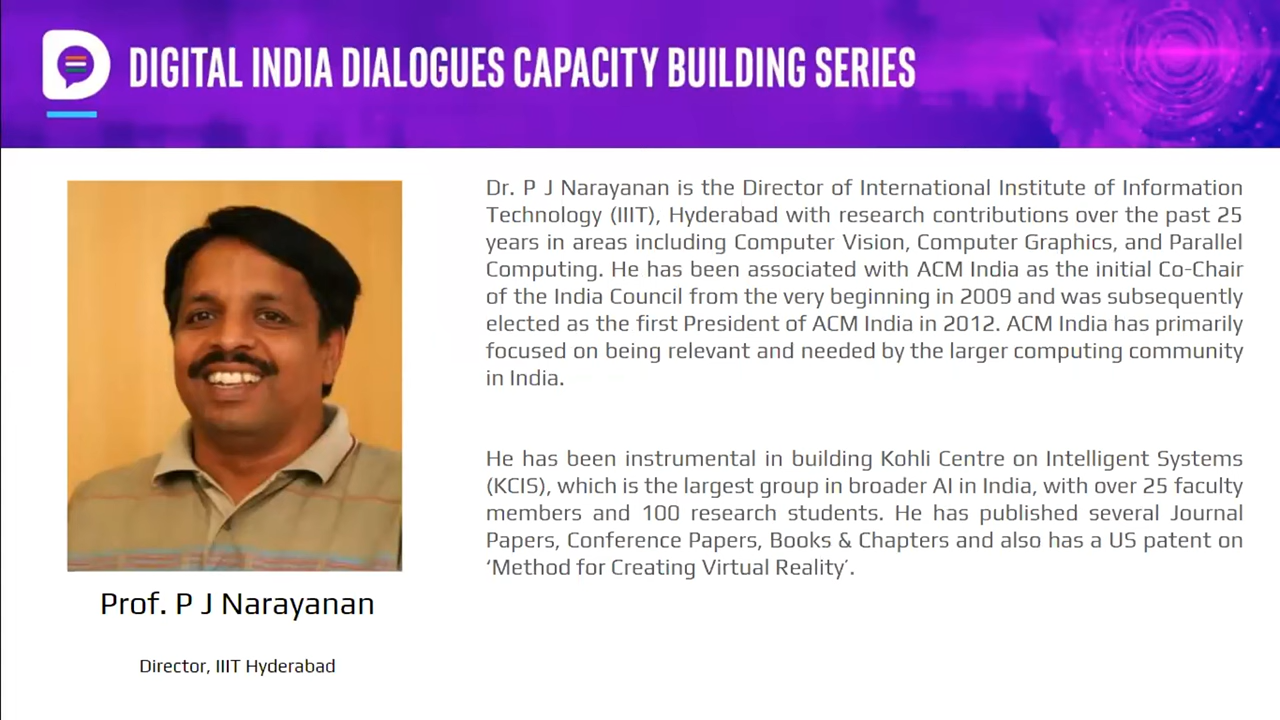 DIGITAL INDIA DIALOGUES CAPACITY BUILDING SERIES
Dr. P J Narayanan is the Director of International Institute of Information
Technology (IIIT), Hyderabad with research contributions over the past 25
years in areas including Computer Vision, Computer Graphics, and Parallel
Computing. He has been associated with ACM India as the initial Co-Chair
of the India Council from the very beginning in 2009 and was subsequently
elected as the first President of ACM India in 2012. ACM India has primarily
focused on being relevant and needed by the larger computing community
in India.
He has been instrumental in building Kohli Centre on Intelligent Systems
(KCIS), which is the largest group in broader AI in India, with over 25 faculty
members and 100 research students. He has published several Journal
Papers, Conference Papers, Books & Chapters and also has a US patent on
‘Method for Creating Virtual Reality’.
Prof. P J Narayanan
Director, IIIT Hyderabad